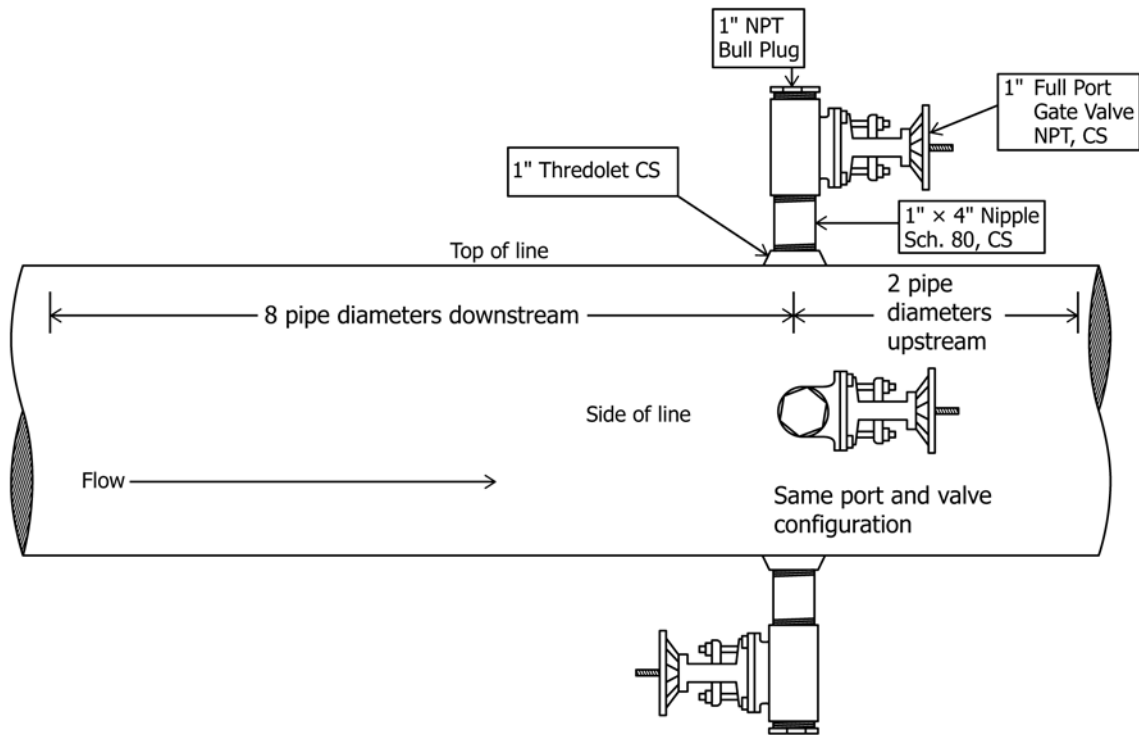 1" NPT
Bull Plug
1" Full Port
Gate Valve
NPT, CS
1" Thredolet CS
1" × 4" Nipple
Sch. 80, CS
Top of line
8 pipe diameters downstream
2 pipe
diameters
upstream
Side of line
Flow
Same port and valve
configuration